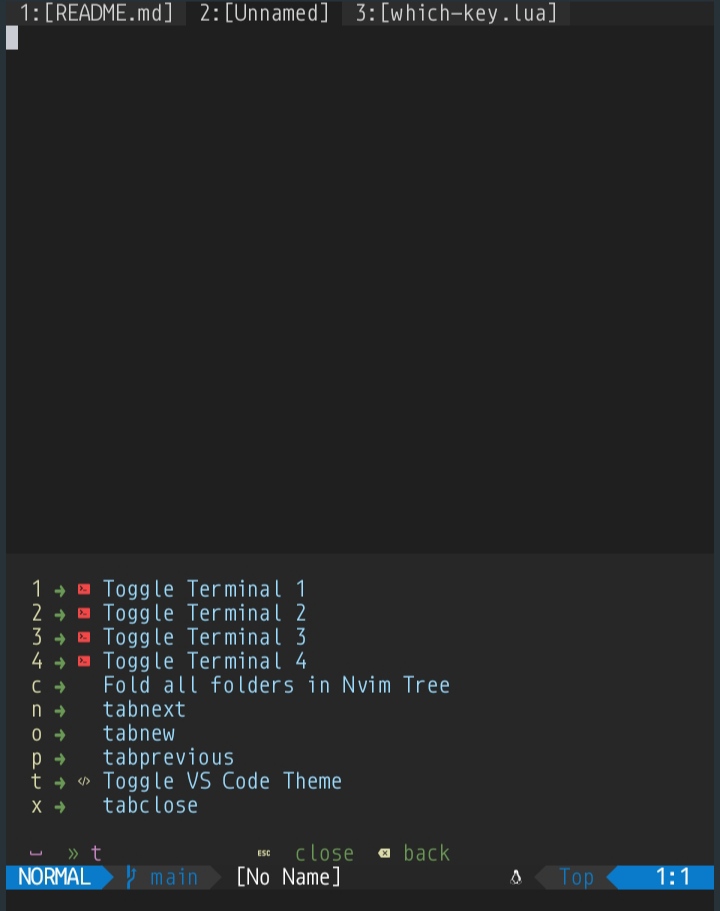 1:[README.md] 2:[Unnamed] 3:[which-key.lua]
1 → Toggle Terminal 1
2 → Toggle Terminal 2
3 → Toggle Terminal 3
4 → Toggle Terminal 4
c → Fold all folders in Nvim Tree
n → tabnext
o → tabnew
p → tabprevious
t → </> Toggle VS Code Theme
x → tabclose
␣ » t ESC close ⌫ back
NORMAL main [No Name] Top 1:1